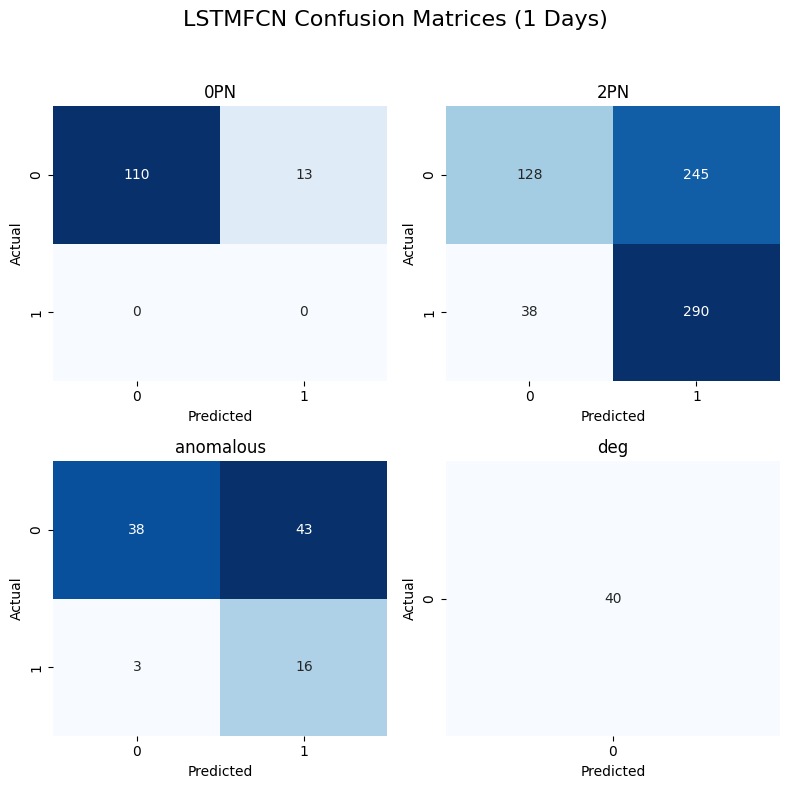 LSTMFCN Confusion Matrices (1 Days)
0PN
0
110
13
Actual
1
0
0
0
1
Predicted
2PN
0
128
245
Actual
1
38
290
0
1
Predicted
anomalous
0
38
43
Actual
1
3
16
0
1
Predicted
deg
Actual
0
40
0
Predicted